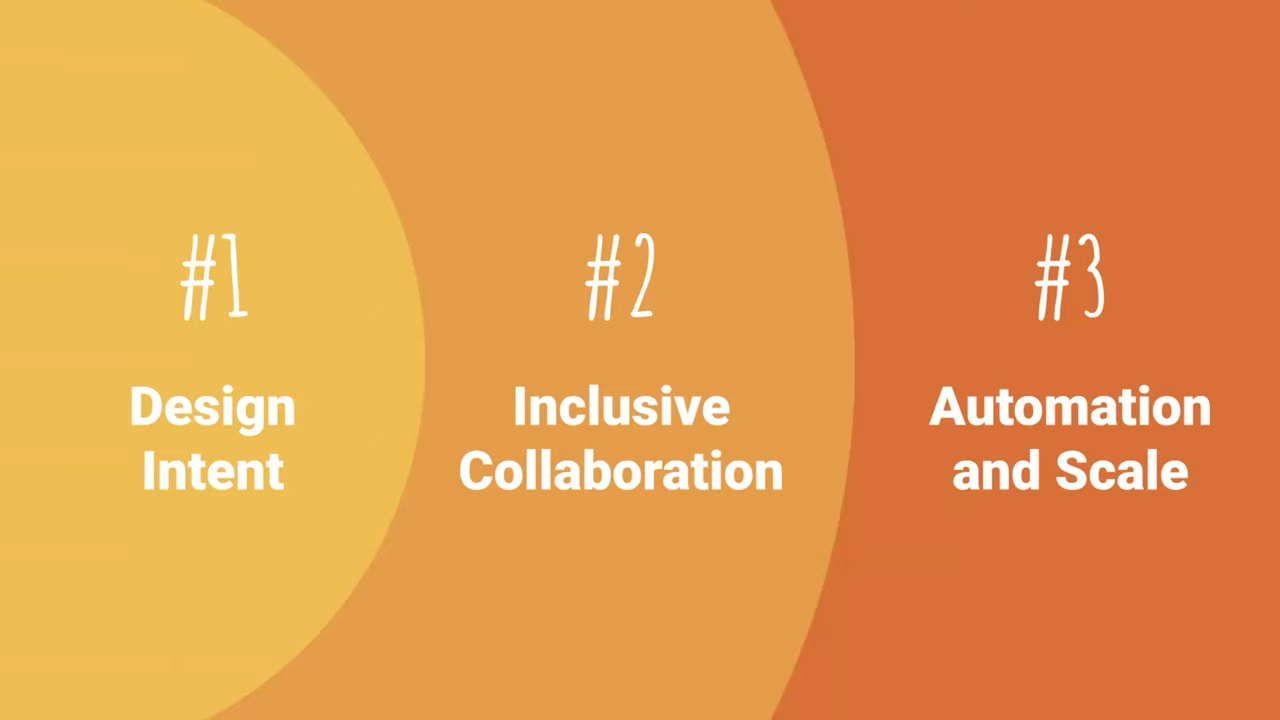 #1
Design
Intent
#2
Inclusive
Collaboration
#3
Automation
and Scale